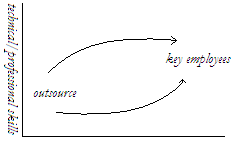 technical/professional skills
key employees
outsource